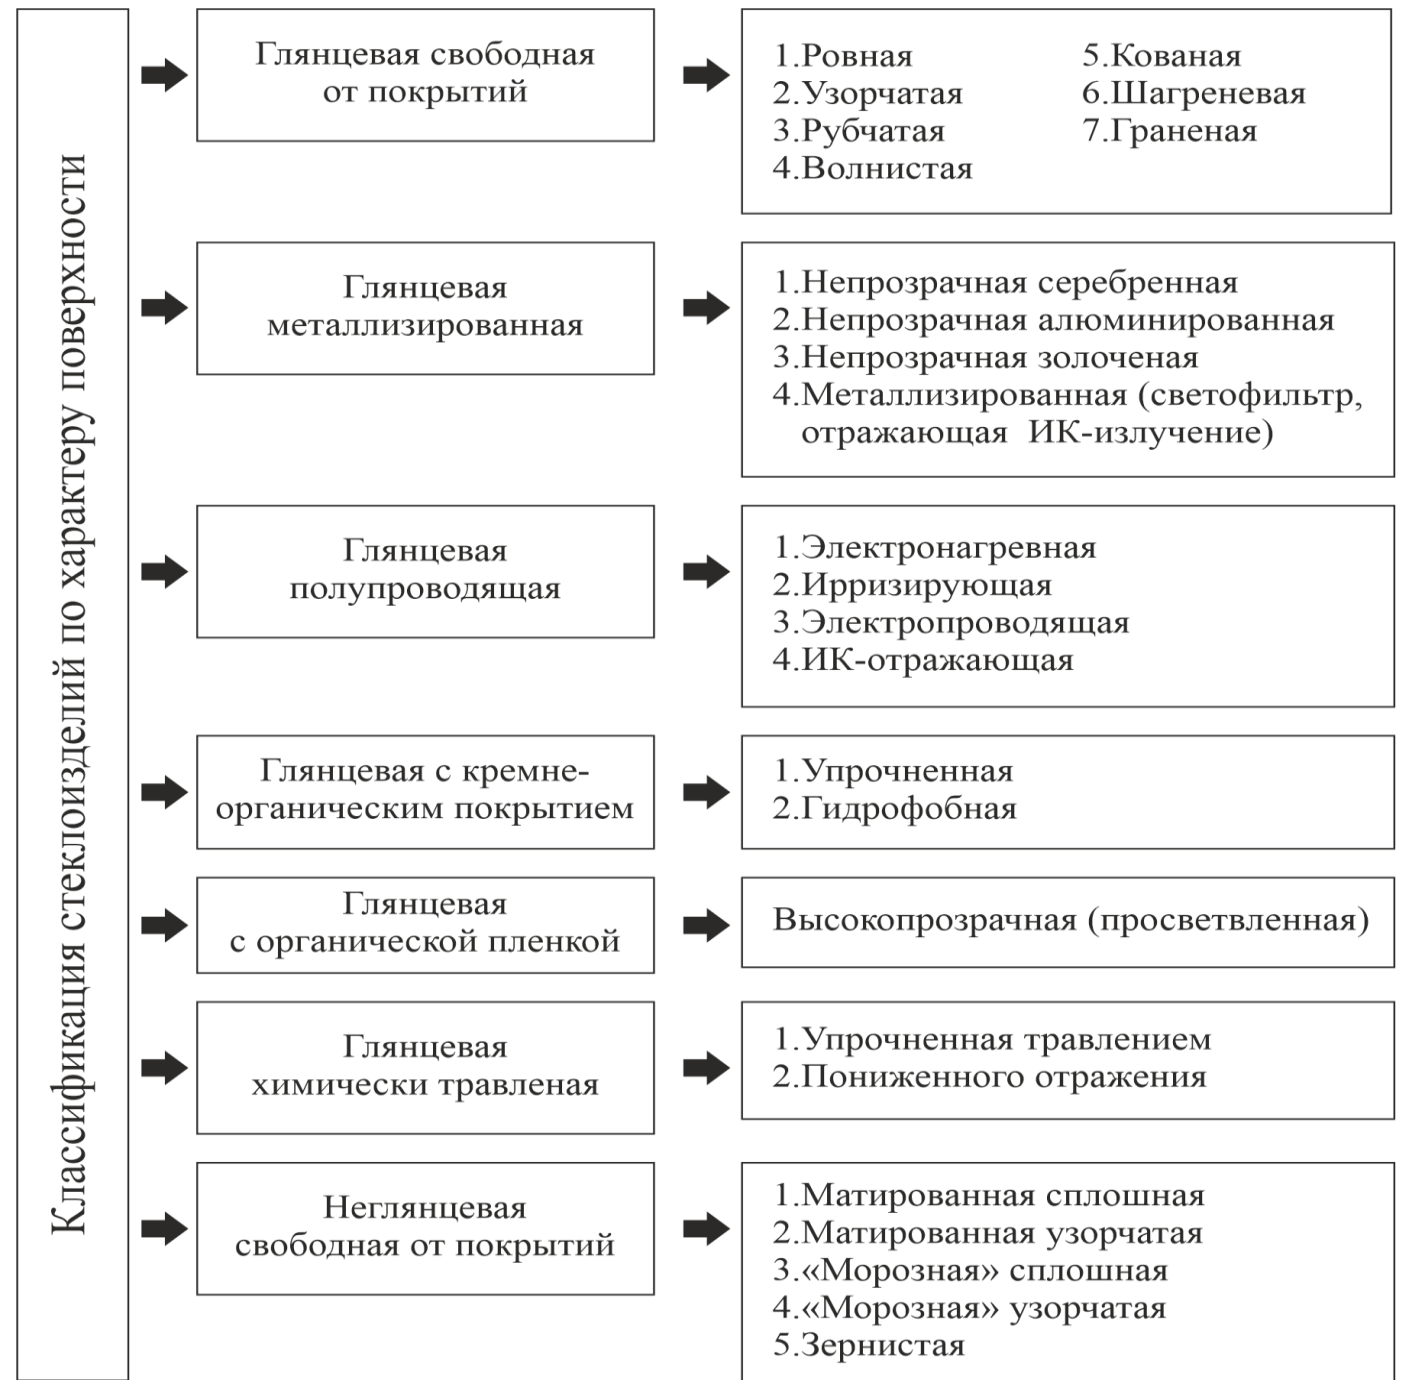 Классификация стеклоизделий по характеру поверхности
Глянцевая свободная
от покрытий
1.Ровная
2.Узорчатая
3.Рубчатая
4.Волнистая
5.Кованая
6.Шагреневая
7.Граненая
Глянцевая
металлизированная
1.Непрозрачная серебренная
2.Непрозрачная алюминированная
3.Непрозрачная золоченая
4.Металлизированная (светофильтр,
отражающая ИК-излучение)
Глянцевая
полупроводящая
1.Электронагревная
2.Ирризирующая
3.Электропроводящая
4.ИК-отражающая
Глянцевая с кремне-
органическим покрытием
1.Упрочненная
2.Гидрофобная
Глянцевая
с органической пленкой
Высокопрозрачная (просветвленная)
Глянцевая
химически травленая
1.Упрочненная травлением
2.Пониженного отражения
Неглянцевая
свободная от покрытий
1.Матированная сплошная
2.Матированная узорчатая
3.«Морозная» сплошная
4.«Морозная» узорчатая
5.Зернистая